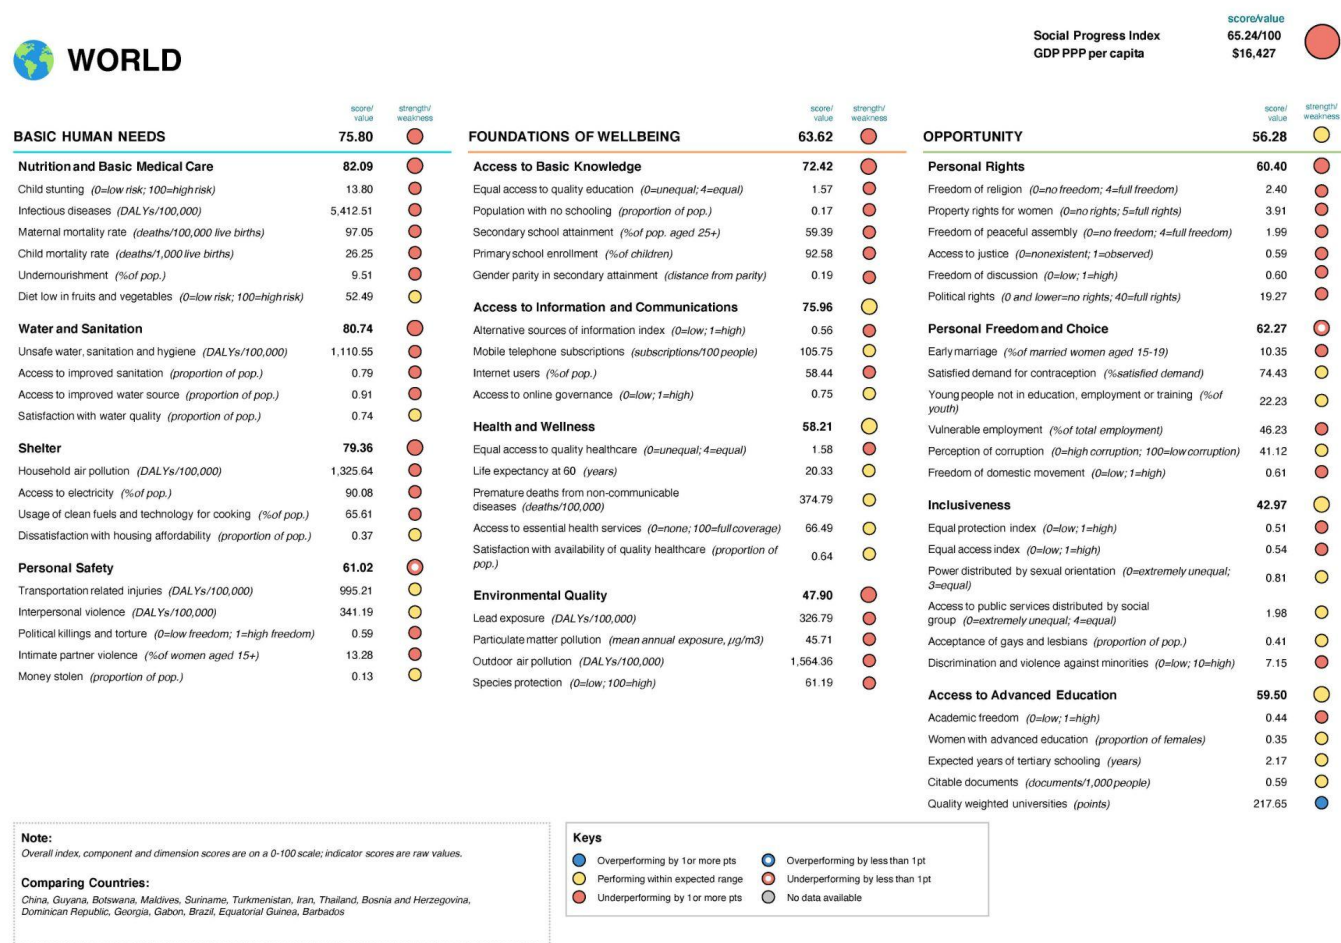 score/value
Social Progress Index 65.24/100
GDP PPP per capita $16,427
WORLD
score/ value strength/ weakness
BASIC HUMAN NEEDS 75.80
Nutrition and Basic Medical Care 82.09
Child stunting (0=low risk; 100=high risk) 13.80
Infectious diseases (DALYs/100,000) 5,412.51
Maternal mortality rate (deaths/100,000 live births) 97.05
Child mortality rate (deaths/1,000 live births) 26.25
Undernourishment (% of pop.) 9.51
Diet low in fruits and vegetables (0=low risk; 100=high risk) 52.49
Water and Sanitation 80.74
Unsafe water, sanitation and hygiene (DALYs/100,000) 1,110.55
Access to improved sanitation (proportion of pop.) 0.79
Access to improved water source (proportion of pop.) 0.91
Satisfaction with water quality (proportion of pop.) 0.74
Shelter 79.36
Household air pollution (DALYs/100,000) 1,325.64
Access to electricity (% of pop.) 90.08
Usage of clean fuels and technology for cooking (% of pop.) 65.61
Dissatisfaction with housing affordability (proportion of pop.) 0.37
Personal Safety 61.02
Transportation related injuries (DALYs/100,000) 995.21
Interpersonal violence (DALYs/100,000) 341.19
Political killings and torture (0=low freedom; 1=high freedom) 0.59
Intimate partner violence (% of women aged 15+) 13.28
Money stolen (proportion of pop.) 0.13
score/ value strength/ weakness
FOUNDATIONS OF WELLBEING 63.62
Access to Basic Knowledge 72.42
Equal access to quality education (0=unequal; 4=equal) 1.57
Population with no schooling (proportion of pop.) 0.17
Secondary school attainment (% of pop. aged 25+) 59.39
Primary school enrollment (% of children) 92.58
Gender parity in secondary attainment (distance from parity) 0.19
Access to Information and Communications 75.96
Alternative sources of information index (0=low; 1=high) 0.56
Mobile telephone subscriptions (subscriptions/100 people) 105.75
Internet users (% of pop.) 58.44
Access to online governance (0=low; 1=high) 0.75
Health and Wellness 58.21
Equal access to quality healthcare (0=unequal; 4=equal) 1.58
Life expectancy at 60 (years) 20.33
Premature deaths from non-communicable
diseases (deaths/100,000) 374.79
Access to essential health services (0=none; 100=full coverage) 66.49
Satisfaction with availability of quality healthcare (proportion of
pop.) 0.64
Environmental Quality 47.90
Lead exposure (DALYs/100,000) 326.79
Particulate matter pollution (mean annual exposure, µg/m3) 45.71
Outdoor air pollution (DALYs/100,000) 1,564.36
Species protection (0=low; 100=high) 61.19
score/ value strength/ weakness
OPPORTUNITY 56.28
Personal Rights 60.40
Freedom of religion (0=no freedom; 4=full freedom) 2.40
Property rights for women (0=no rights; 5=full rights) 3.91
Freedom of peaceful assembly (0=no freedom; 4=full freedom) 1.99
Access to justice (0=nonexistent; 1=observed) 0.59
Freedom of discussion (0=low; 1=high) 0.60
Political rights (0 and lower=no rights; 40=full rights) 19.27
Personal Freedom and Choice 62.27
Early marriage (% of married women aged 15-19) 10.35
Satisfied demand for contraception (% satisfied demand) 74.43
Young people not in education, employment or training (% of
youth) 22.23
Vulnerable employment (% of total employment) 46.23
Perception of corruption (0=high corruption; 100=low corruption) 41.12
Freedom of domestic movement (0=low; 1=high) 0.61
Inclusiveness 42.97
Equal protection index (0=low; 1=high) 0.51
Equal access index (0=low; 1=high) 0.54
Power distributed by sexual orientation (0=extremely unequal;
3=equal) 0.81
Access to public services distributed by social
group (0=extremely unequal; 4=equal) 1.98
Acceptance of gays and lesbians (proportion of pop.) 0.41
Discrimination and violence against minorities (0=low; 10=high) 7.15
Access to Advanced Education 59.50
Academic freedom (0=low; 1=high) 0.44
Women with advanced education (proportion of females) 0.35
Expected years of tertiary schooling (years) 2.17
Citable documents (documents/1,000 people) 0.59
Quality weighted universities (points) 217.65
Note:
Overall index, component and dimension scores are on a 0-100 scale; indicator scores are raw values.
Comparing Countries:
China, Guyana, Botswana, Maldives, Suriname, Turkmenistan, Iran, Thailand, Bosnia and Herzegovina,
Dominican Republic, Georgia, Gabon, Brazil, Equatorial Guinea, Barbados
Keys
Overperforming by 1 or more pts Overperforming by less than 1pt
Performing within expected range Underperforming by less than 1pt
Underperforming by 1 or more pts No data available